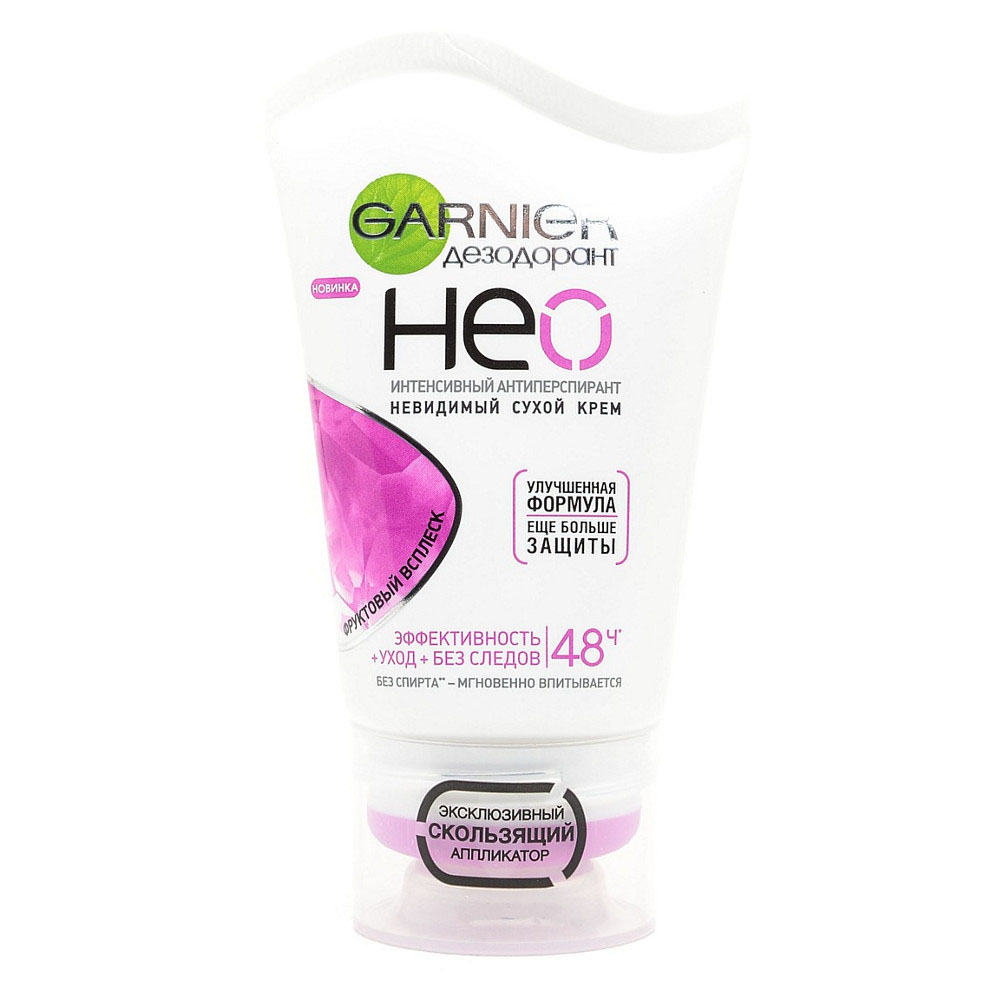 GARNIER
дезодорант
НОВИНКА
Нео
ИНТЕНСИВНЫЙ АНТИПЕРСПИРАНТ
НЕВИДИМЫЙ СУХОЙ КРЕМ
УЛУЧШЕННАЯ
ФОРМУЛА
ЕЩЕ БОЛЬШЕ
ЗАЩИТЫ
ФРУКТОВЫЙ ВСПЛЕСК
ЭФФЕКТИВНОСТЬ
+УХОД + БЕЗ СЛЕДОВ
48Ч*
БЕЗ СПИРТА** – МГНОВЕННО ВПИТЫВАЕТСЯ
ЭКСКЛЮЗИВНЫЙ
СКОЛЬЗЯЩИЙ
АППЛИКАТОР